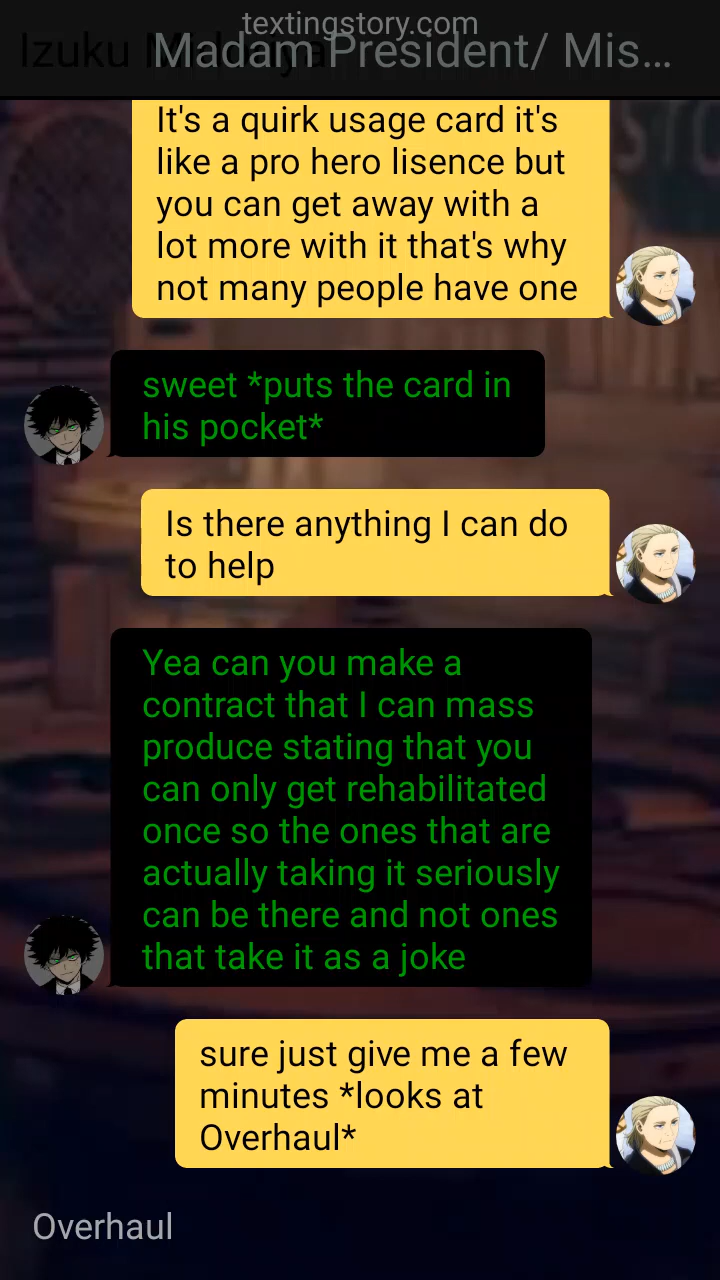 textingstory.com
Izuku Midoriya
Madam President/ Mis...
It's a quirk usage card it's
like a pro hero lisence but
you can get away with a
lot more with it that's why
not many people have one
sweet *puts the card in
his pocket*
Is there anything I can do
to help
Yea can you make a
contract that I can mass
produce stating that you
can only get rehabilitated
once so the ones that are
actually taking it seriously
can be there and not ones
that take it as a joke
sure just give me a few
minutes *looks at
Overhaul*
Overhaul